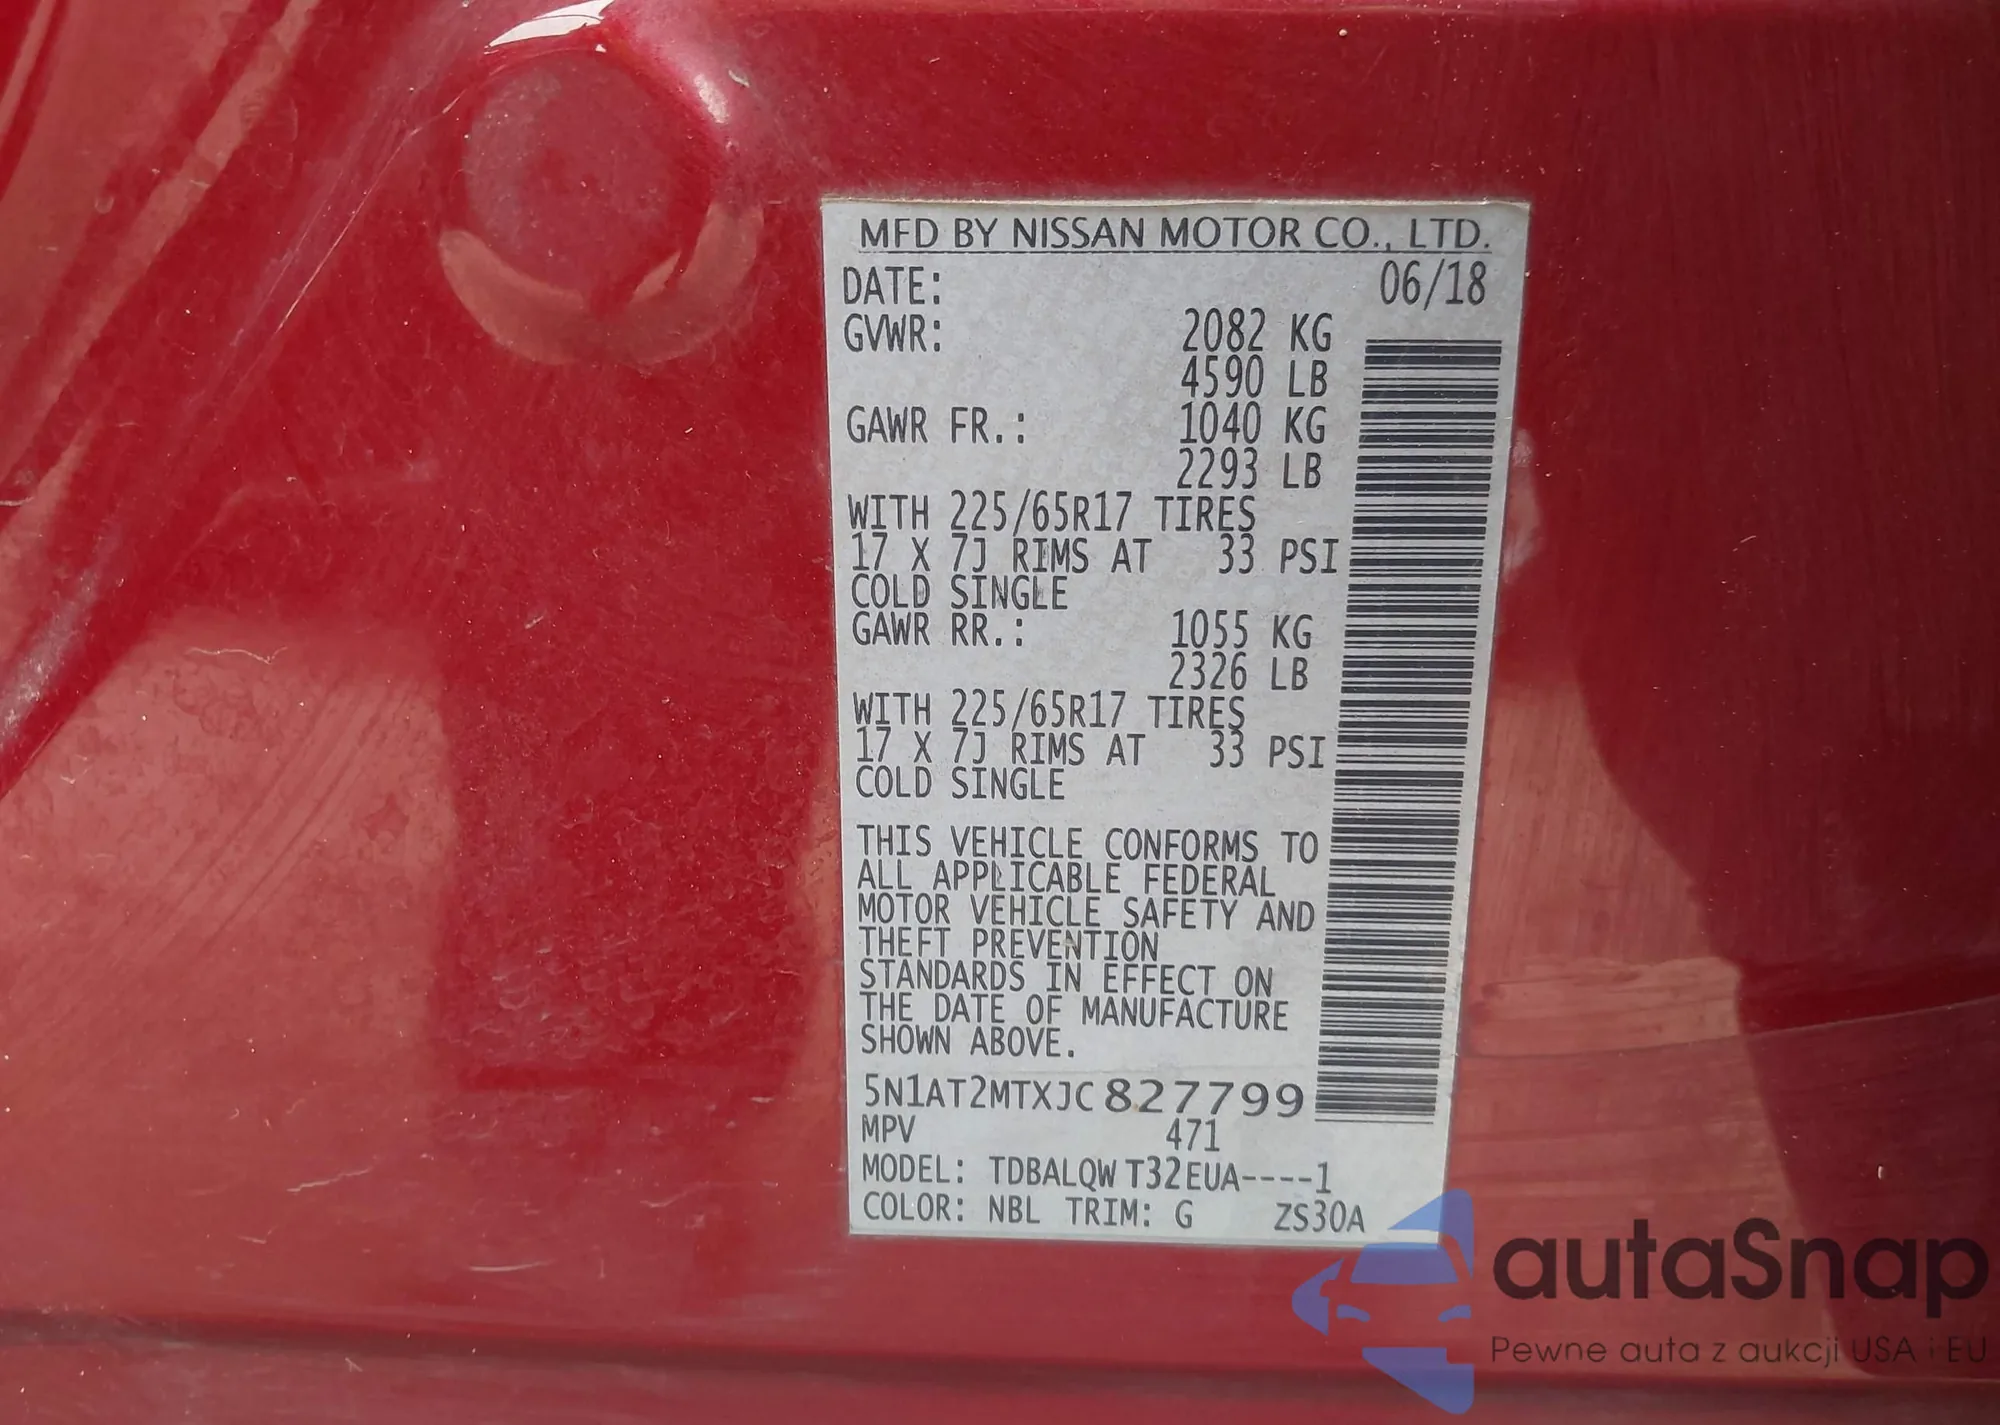 MFD BY NISSAN MOTOR CO., LTD.
DATE: 06/18
GVWR: 2082 KG
4590 LB
GAWR FR.: 1040 KG
2293 LB
WITH 225/65R17 TIRES
17 X 7J RIMS AT 33 PSI
COLD SINGLE
GAWR RR.: 1055 KG
2326 LB
WITH 225/65R17 TIRES
17 X 7J RIMS AT 33 PSI
COLD SINGLE
THIS VEHICLE CONFORMS TO
ALL APPLICABLE FEDERAL
MOTOR VEHICLE SAFETY AND
THEFT PREVENTION
STANDARDS IN EFFECT ON
THE DATE OF MANUFACTURE
SHOWN ABOVE.
5N1AT2MTXJC827799
MPV 471
MODEL: TDBALQW T32EUA----1
COLOR: NBL TRIM: G ZS30A
autaSnap
Pewne auta z aukcji USA i EU